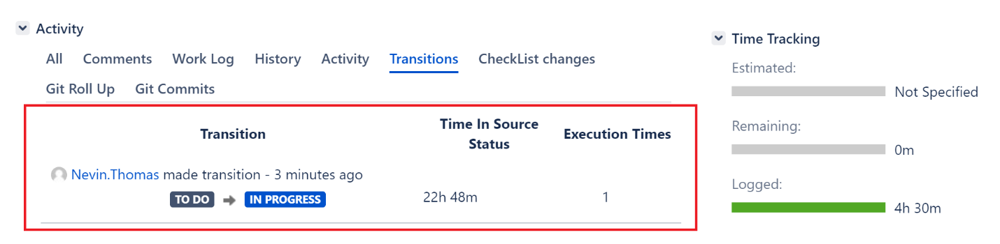 Activity
All Comments Work Log History Activity Transitions CheckList changes
Git Roll Up Git Commits
Transition Time In Source Status Execution Times
Nevin.Thomas made transition - 3 minutes ago
TO DO IN PROGRESS 22h 48m 1
Time Tracking
Estimated:
Not Specified
Remaining:
0m
Logged:
4h 30m